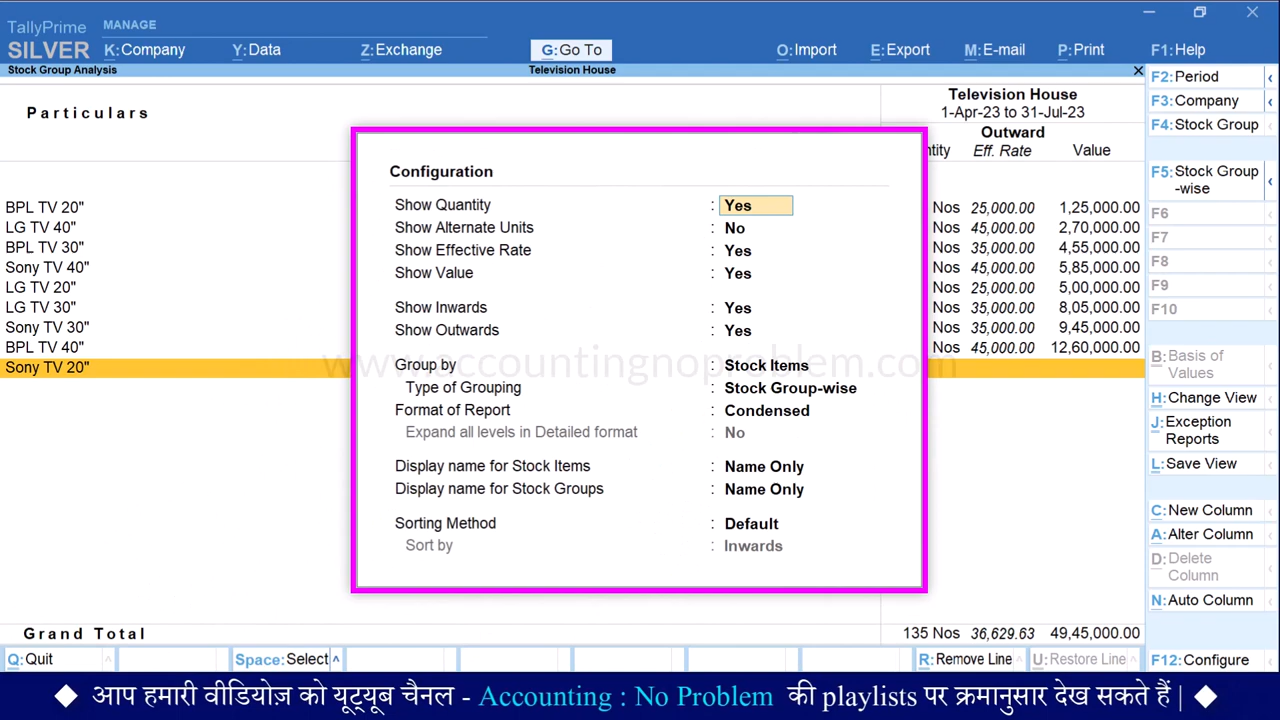 TallyPrime MANAGE
SILVER K:Company Y:Data Z:Exchange G:Go To O:Import E:Export M:E-mail P:Print F1:Help
Stock Group Analysis Television House
Particulars
Television House
1-Apr-23 to 31-Jul-23
Outward
Eff. Rate Value
BPL TV 20" Nos 25,000.00 1,25,000.00
LG TV 40" Nos 45,000.00 2,70,000.00
BPL TV 30" Nos 35,000.00 4,55,000.00
Sony TV 40" Nos 45,000.00 5,85,000.00
LG TV 20" Nos 25,000.00 5,00,000.00
LG TV 30" Nos 35,000.00 8,05,000.00
Sony TV 30" Nos 35,000.00 9,45,000.00
BPL TV 40" Nos 45,000.00 12,60,000.00
Sony TV 20"
Configuration
Show Quantity : Yes
Show Alternate Units : No
Show Effective Rate : Yes
Show Value : Yes
Show Inwards : Yes
Show Outwards : Yes
Group by : Stock Items
Type of Grouping : Stock Group-wise
Format of Report : Condensed
Expand all levels in Detailed format : No
Display name for Stock Items : Name Only
Display name for Stock Groups : Name Only
Sorting Method : Default
Sort by : Inwards
www.accountingnoproblem.com
Grand Total 135 Nos 36,629.63 49,45,000.00
F2:Period
F3:Company
F4:Stock Group
F5:Stock Group
-wise
F6
F7
F8
F9
F10
B:Basis of
Values
H:Change View
J:Exception
Reports
L:Save View
C:New Column
A:Alter Column
D:Delete
Column
N:Auto Column
Q:Quit Space:Select R:Remove Line U:Restore Line F12:Configure
आप हमारी वीडियोज़ को यूट्यूब चैनल - Accounting : No Problem की playlists पर क्रमानुसार देख सकते हैं |